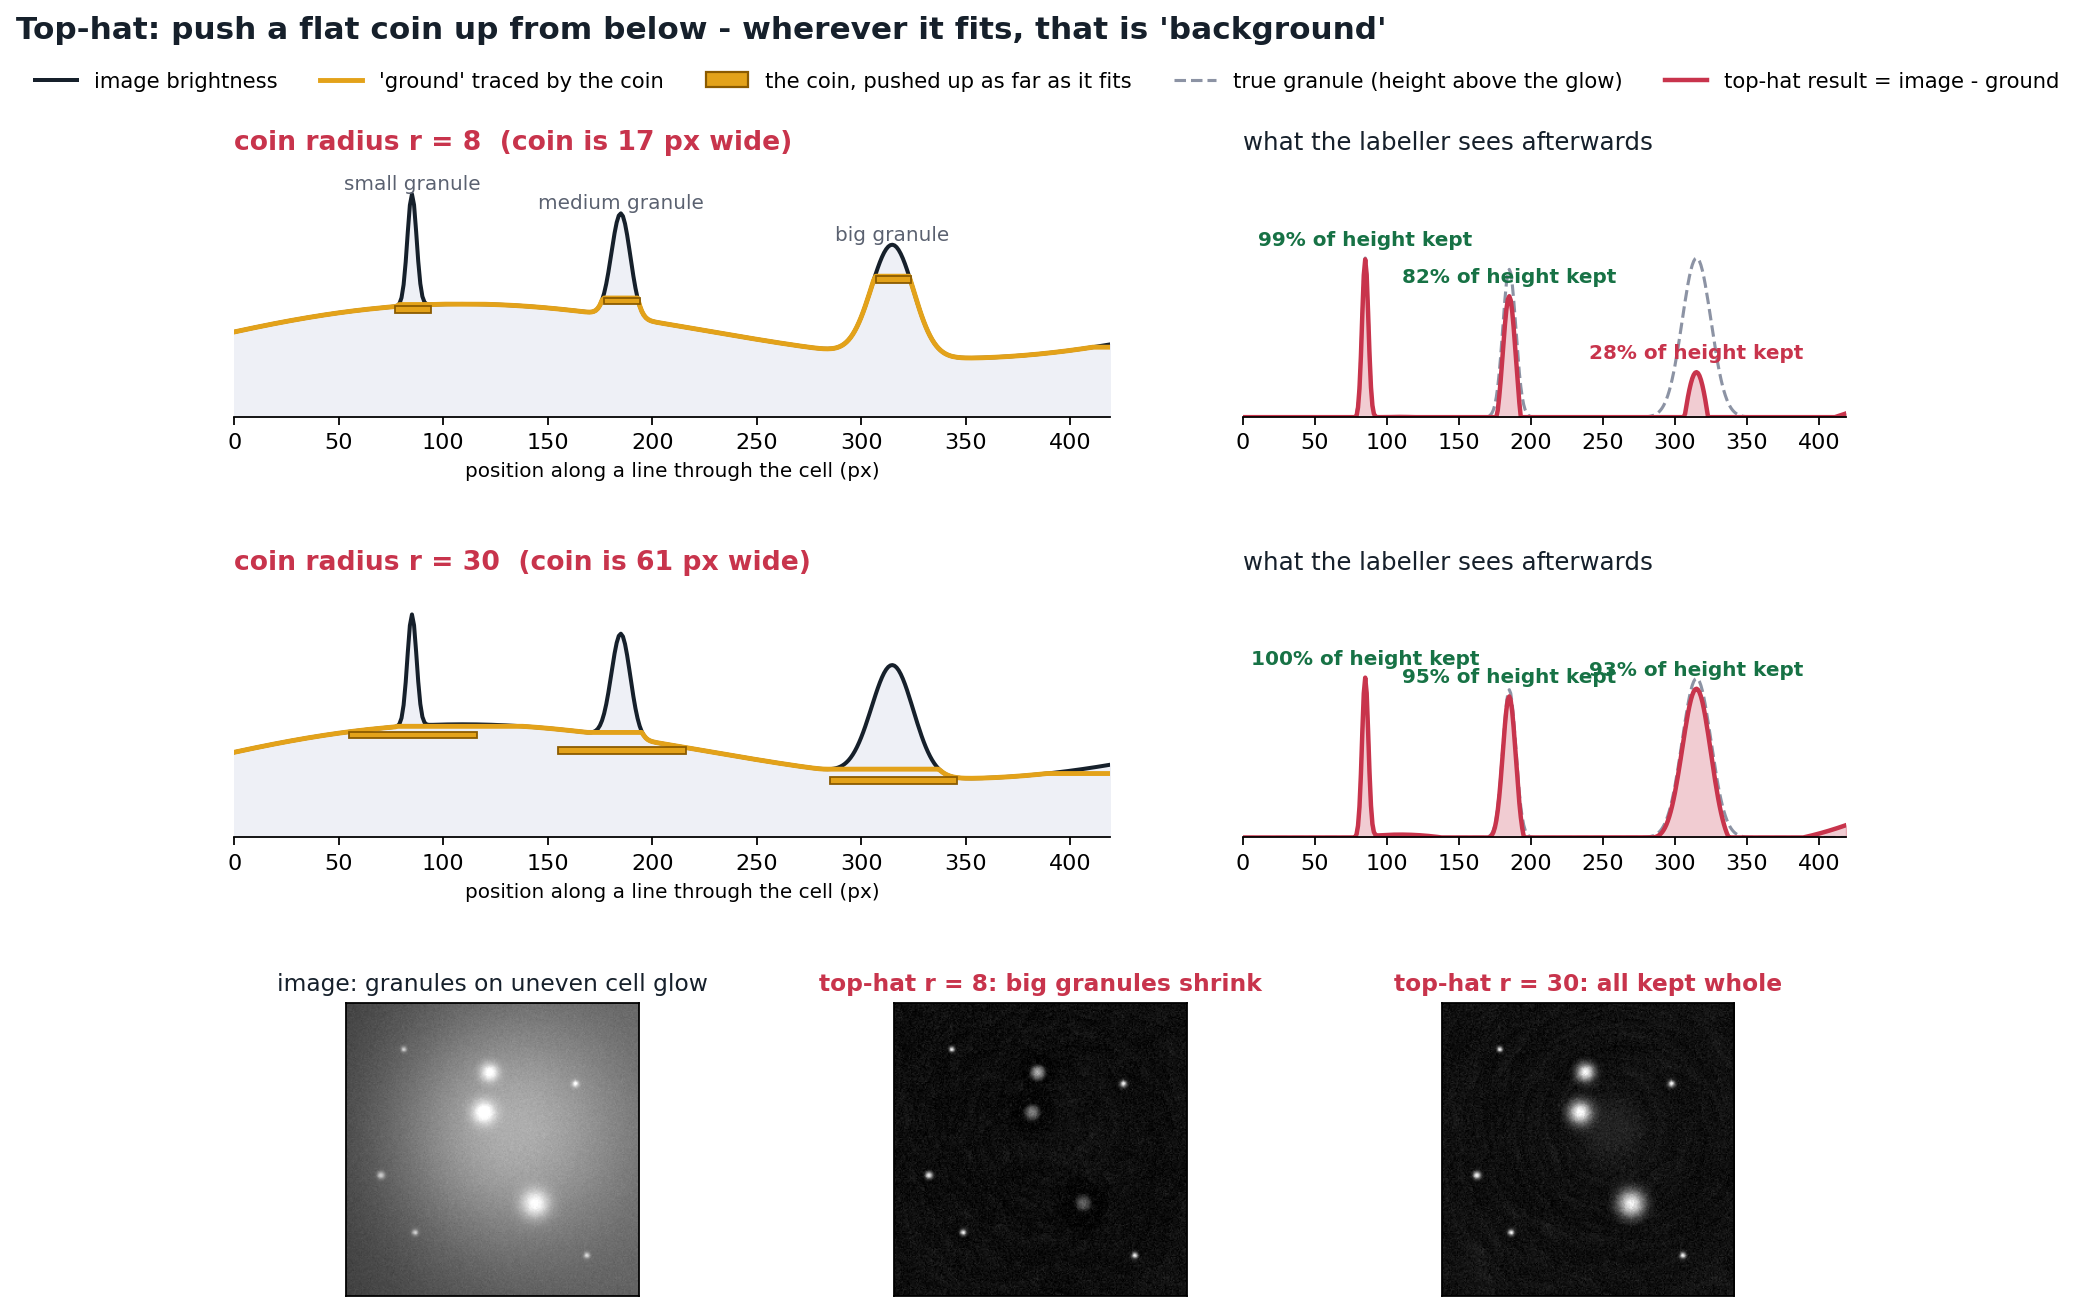 Top-hat: push a flat coin up from below - wherever it fits, that is 'background'
image brightness
'ground' traced by the coin
the coin, pushed up as far as it fits
true granule (height above the glow)
top-hat result = image - ground
coin radius r = 8 (coin is 17 px wide)
small granule
medium granule
big granule
0 50 100 150 200 250 300 350 400
position along a line through the cell (px)
what the labeller sees afterwards
99% of height kept
82% of height kept
28% of height kept
0 50 100 150 200 250 300 350 400
coin radius r = 30 (coin is 61 px wide)
0 50 100 150 200 250 300 350 400
position along a line through the cell (px)
what the labeller sees afterwards
100% of height kept
95% of height kept
93% of height kept
0 50 100 150 200 250 300 350 400
image: granules on uneven cell glow
top-hat r = 8: big granules shrink
top-hat r = 30: all kept whole